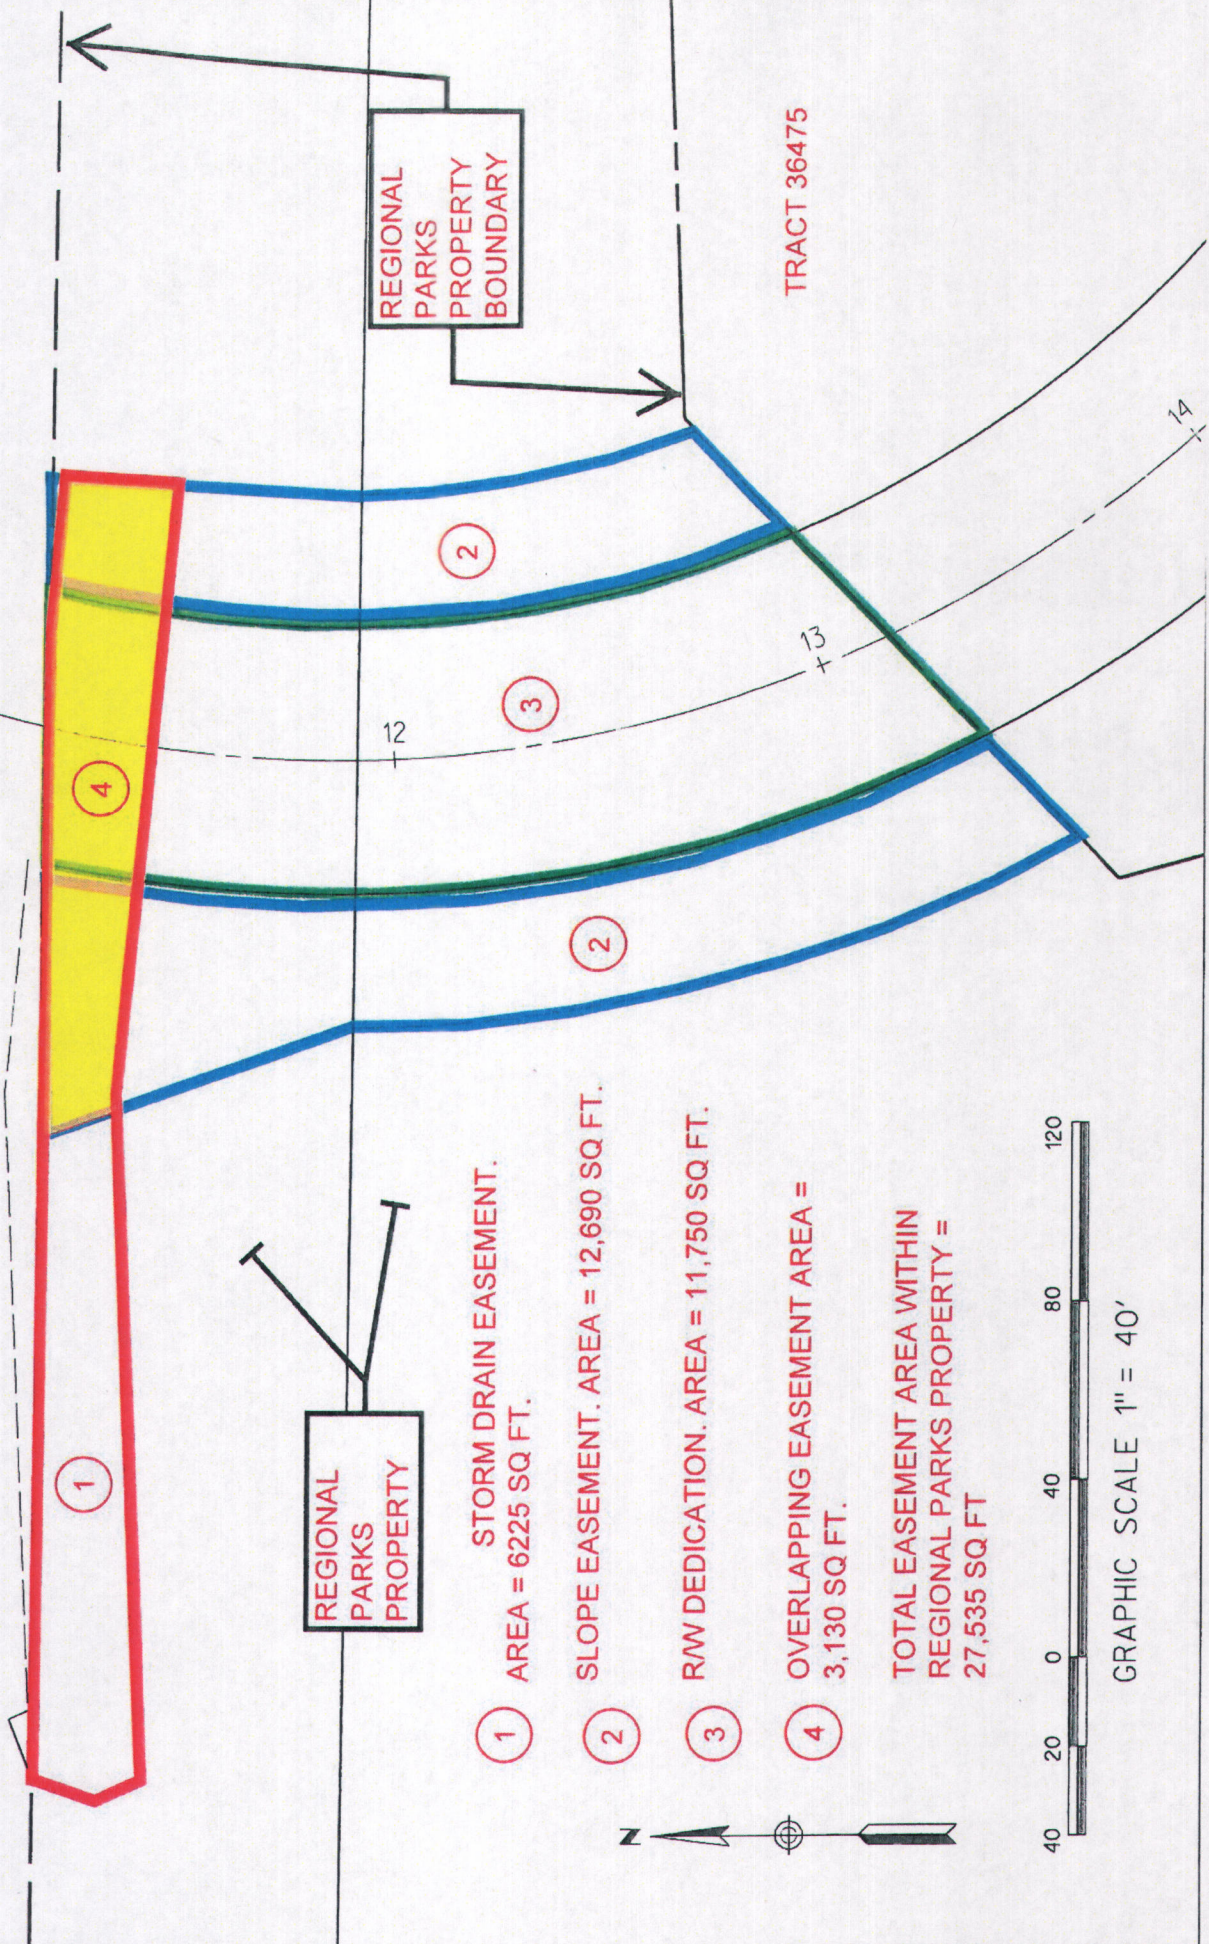 REGIONAL
PARKS
PROPERTY
BOUNDARY
TRACT 36475
4
2
3
2
1
12
13
14
REGIONAL
PARKS
PROPERTY
1 STORM DRAIN EASEMENT.
AREA = 6225 SQ FT.
2 SLOPE EASEMENT. AREA = 12,690 SQ FT.
3 R/W DEDICATION. AREA = 11,750 SQ FT.
4 OVERLAPPING EASEMENT AREA =
3,130 SQ FT.
TOTAL EASEMENT AREA WITHIN
REGIONAL PARKS PROPERTY =
27,535 SQ FT
N
40 20 0 40 80 120
GRAPHIC SCALE 1" = 40'